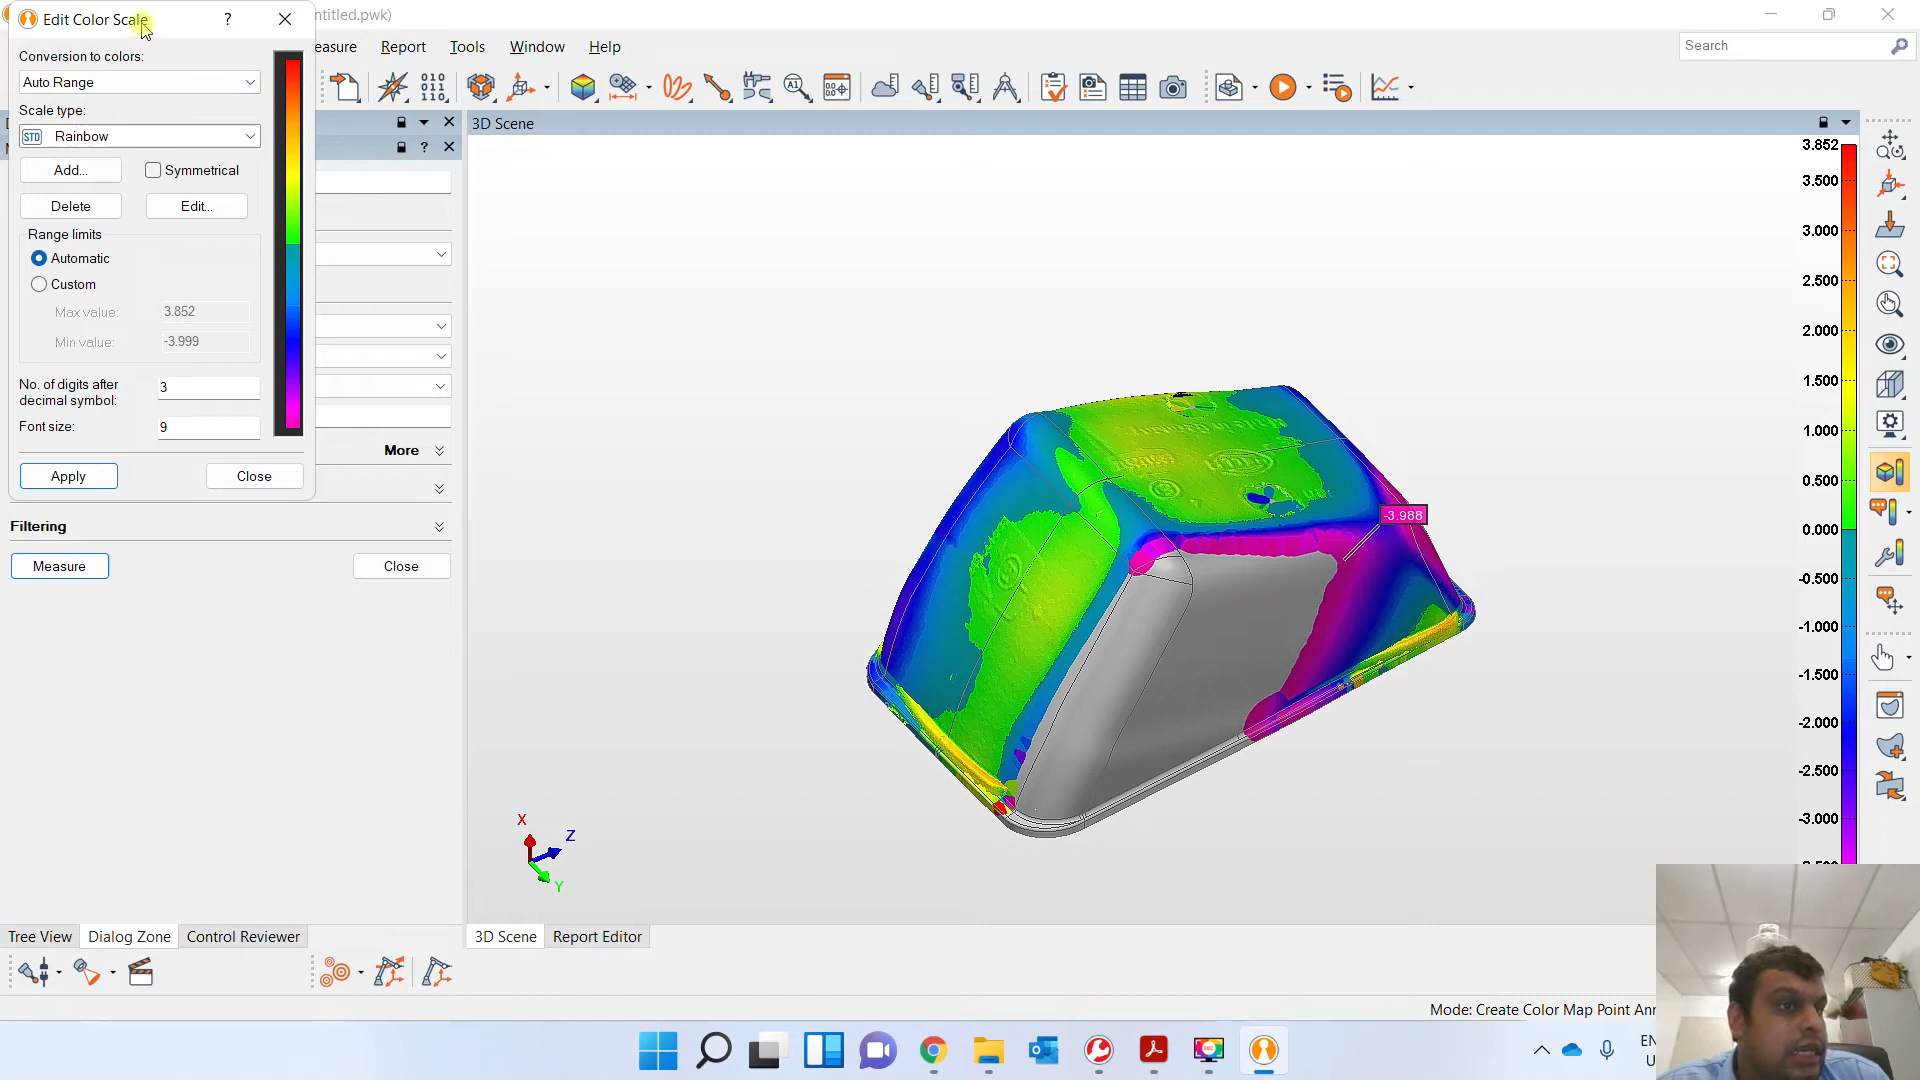 Edit Color Scale
?
ntitled.pwk)
Conversion to colors:
Auto Range
Scale type:
STD Rainbow
Add...
Symmetrical
Delete
Edit...
Range limits
Automatic
Custom
Max value: 3.852
Min value: -3.999
No. of digits after
decimal symbol:
3
Font size: 9
Apply
Close
easure
Report
Tools
Window
Help
Search
3D Scene
?
More
Filtering
Measure
Close
-3.988
3.852
3.500
3.000
2.500
2.000
1.500
1.000
0.500
0.000
-0.500
-1.000
-1.500
-2.000
-2.500
-3.000
X
Z
Y
Tree View
Dialog Zone
Control Reviewer
3D Scene
Report Editor
Mode: Create Color Map Point Ann
EN
U